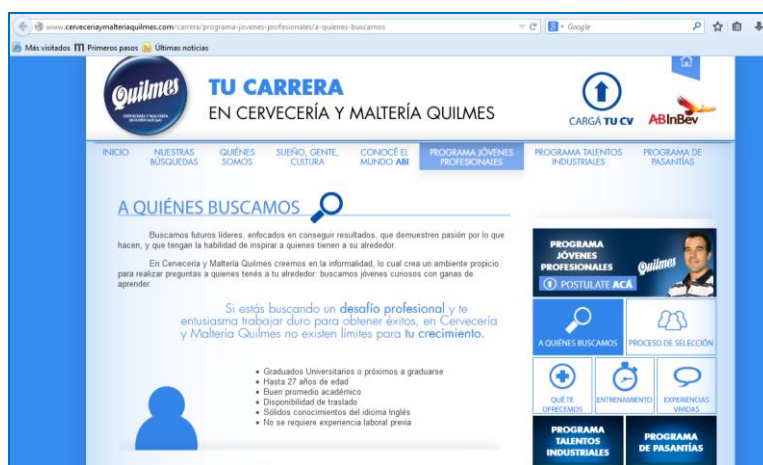 www.cerveceriaymalteriaquilmes.com/carrera/programa-jovenes-profesionales/a-quienes-buscamos
Google
Más visitados
Primeros pasos
Últimas noticias
Quilmes
TU CARRERA
EN CERVECERÍA Y MALTERÍA QUILMES
CARGÁ TU CV
ABInBev
INICIO
NUESTRAS
BÚSQUEDAS
QUIÉNES
SOMOS
SUEÑO, GENTE,
CULTURA
CONOCÉ EL
MUNDO ABI
PROGRAMA JÓVENES
PROFESIONALES
PROGRAMA TALENTOS
INDUSTRIALES
PROGRAMA DE
PASANTÍAS
A QUIÉNES BUSCAMOS
Buscamos futuros líderes, enfocados en conseguir resultados, que demuestren pasión por lo que
hacen, y que tengan la habilidad de inspirar a quienes tienen a su alrededor.
En Cervecería y Maltería Quilmes creemos en la informalidad, lo cual crea un ambiente propicio
para realizar preguntas a quienes tenés a tu alrededor: buscamos jóvenes curiosos con ganas de
aprender.
Si estás buscando un desafío profesional y te
entusiasma trabajar duro para obtener éxitos, en Cervecería
y Maltería Quilmes no existen límites para tu crecimiento.
• Graduados Universitarios o próximos a graduarse
• Hasta 27 años de edad
• Buen promedio académico
• Disponibilidad de traslado
• Sólidos conocimientos del idioma Inglés
• No se requiere experiencia laboral previa
PROGRAMA
JÓVENES
PROFESIONALES
POSTULATE ACÁ
Quilmes
A QUIÉNES BUSCAMOS
PROCESO DE SELECCIÓN
QUÉ TE
OFRECEMOS
ENTRENAMIENTO
EXPERIENCIAS
VIVIDAS
PROGRAMA
TALENTOS
INDUSTRIALES
PROGRAMA
DE PASANTÍAS